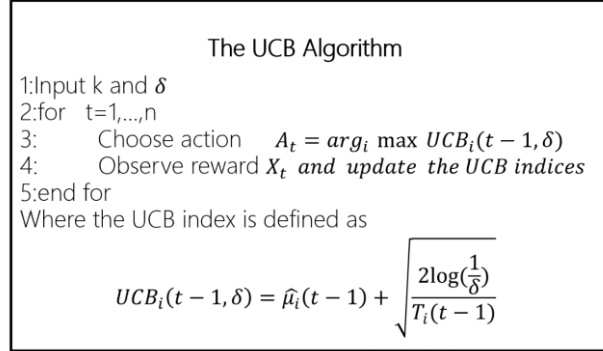 The UCB Algorithm
1:Input k and δ
2:for t=1,...,n
3: Choose action A_t = arg_i max UCB_i(t − 1, δ)
4: Observe reward X_t and update the UCB indices
5:end for
Where the UCB index is defined as
UCB_i(t − 1, δ) = μ̂_i(t − 1) + √(2log(1/δ) / T_i(t − 1))